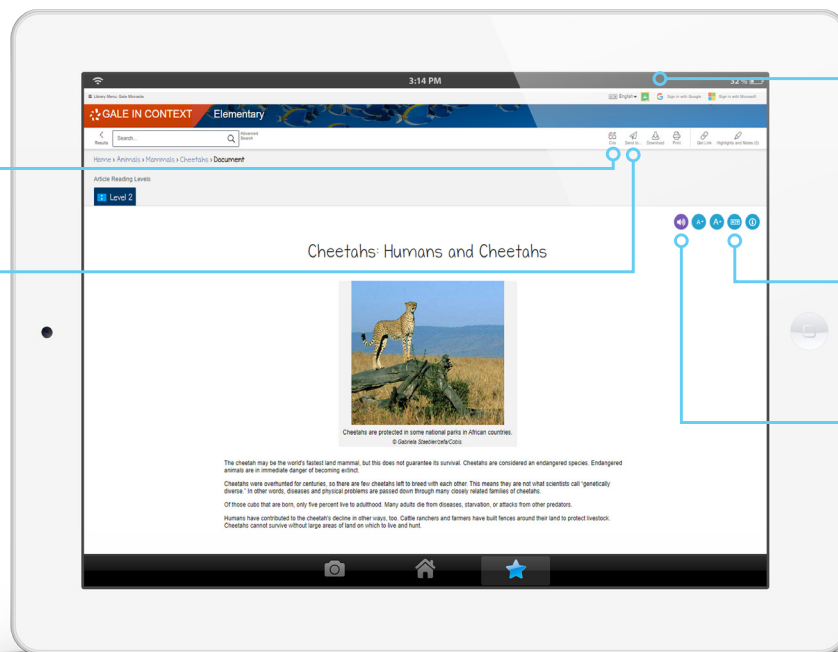 3:14 PM
Library Menu: Gale Microsite
English
Sign in with Google
Sign in with Microsoft
GALE IN CONTEXT Elementary
Results
Search...
Advanced Search
Cite
Send to...
Download
Print
Get Link
Highlights and Notes (0)
Home › Animals › Mammals › Cheetahs › Document
Article Reading Levels
Level 2
A-
A+
Cheetahs: Humans and Cheetahs
Cheetahs are protected in some national parks in African countries.
The cheetah may be the world's fastest land mammal, but this does not guarantee its survival. Cheetahs are considered an endangered species. Endangered
animals are in immediate danger of becoming extinct.
Cheetahs were overhunted for centuries, so there are few cheetahs left to breed with each other. This means they are not what scientists call "genetically
diverse." In other words, diseases and physical problems are passed down through many closely related families of cheetahs.
Of those cubs that are born, only five percent live to adulthood. Many adults die from diseases, starvation, or attacks from other predators.
Humans have contributed to the cheetah's decline in other ways, too. Cattle ranchers and farmers have built fences around their land to protect livestock.
Cheetahs cannot survive without large areas of land on which to live and hunt.